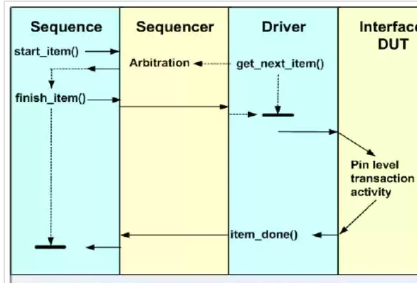 Sequence
Sequencer
Driver
Interface
DUT
start_item()
Arbitration
get_next_item()
finish_item()
Pin level
transaction
activity
item_done()